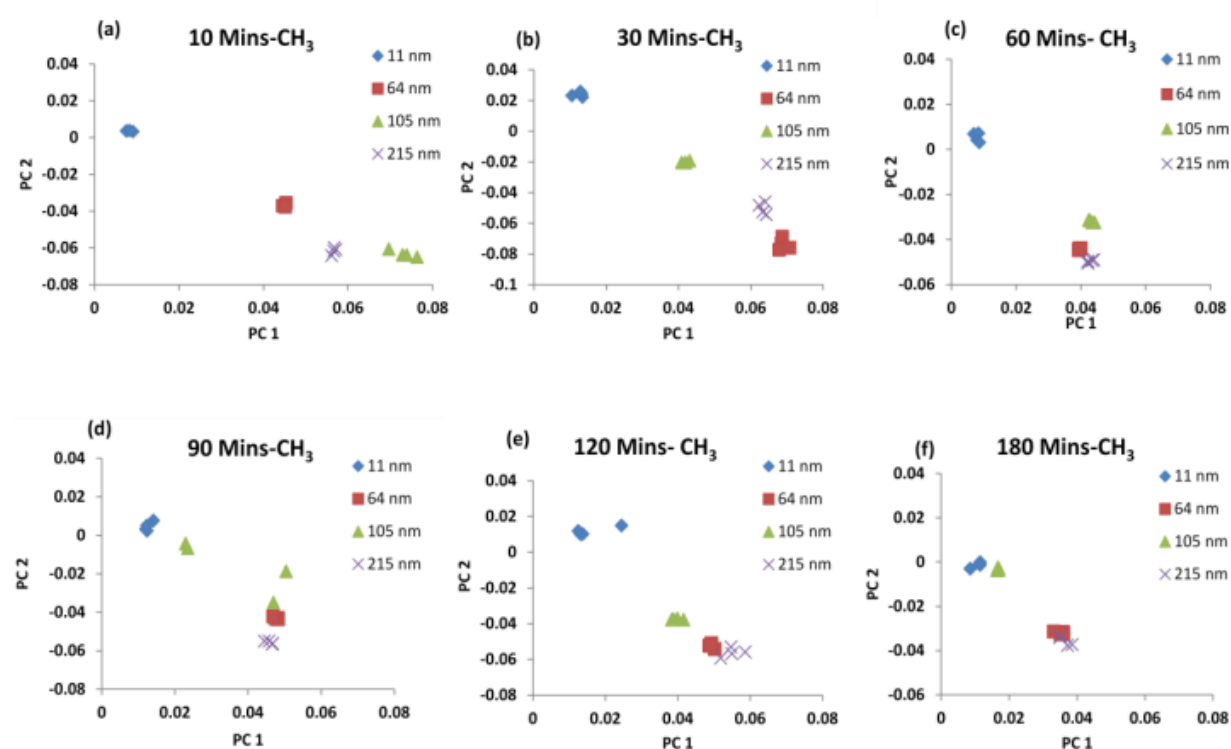 (a)
10 Mins-CH₃
0.04
0.02
0
-0.02
-0.04
-0.06
-0.08
PC 2
0
0.02
0.04
0.06
0.08
PC 1
11 nm
64 nm
105 nm
215 nm
(b)
30 Mins-CH₃
0.04
0.02
0
-0.02
-0.04
-0.06
-0.08
-0.1
PC 2
0
0.02
0.04
0.06
0.08
PC 1
11 nm
64 nm
105 nm
215 nm
(c)
60 Mins- CH₃
0.04
0.02
0
-0.02
-0.04
-0.06
PC 2
0
0.02
0.04
0.06
0.08
PC 1
11 nm
64 nm
105 nm
215 nm
(d)
90 Mins-CH₃
0.04
0.02
0
-0.02
-0.04
-0.06
-0.08
PC 2
0
0.02
0.04
0.06
0.08
PC 1
11 nm
64 nm
105 nm
215 nm
(e)
120 Mins- CH₃
0.04
0.02
0
-0.02
-0.04
-0.06
-0.08
PC 2
0
0.02
0.04
0.06
0.08
PC 1
11 nm
64 nm
105 nm
215 nm
(f)
180 Mins-CH₃
0.04
0.02
0
-0.02
-0.04
-0.06
PC 2
0
0.02
0.04
0.06
0.08
PC 1
11 nm
64 nm
105 nm
215 nm